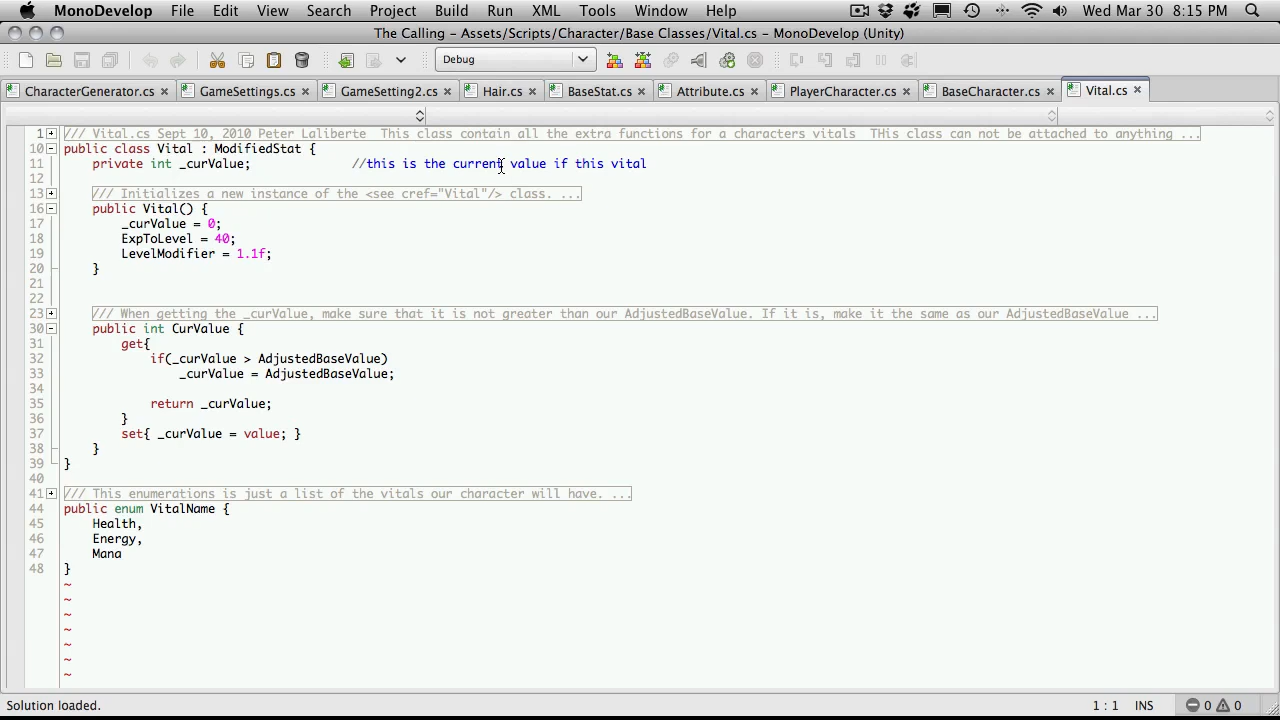 MonoDevelop File Edit View Search Project Build Run XML Tools Window Help Wed Mar 30 8:15 PM
The Calling - Assets/Scripts/Character/Base Classes/Vital.cs - MonoDevelop (Unity)
Debug
CharacterGenerator.cs GameSettings.cs GameSetting2.cs Hair.cs BaseStat.cs Attribute.cs PlayerCharacter.cs BaseCharacter.cs Vital.cs
1 /// Vital.cs Sept 10, 2010 Peter Laliberte This class contain all the extra functions for a characters vitals THis class can not be attached to anything ...
10 public class Vital : ModifiedStat {
11 private int _curValue; //this is the current value if this vital
12
13 /// Initializes a new instance of the <see cref="Vital"/> class. ...
16 public Vital() {
17 _curValue = 0;
18 ExpToLevel = 40;
19 LevelModifier = 1.1f;
20 }
21
22
23 /// When getting the _curValue, make sure that it is not greater than our AdjustedBaseValue. If it is, make it the same as our AdjustedBaseValue ...
30 public int CurValue {
31 get{
32 if(_curValue > AdjustedBaseValue)
33 _curValue = AdjustedBaseValue;
34
35 return _curValue;
36 }
37 set{ _curValue = value; }
38 }
39 }
40
41 /// This enumerations is just a list of the vitals our character will have. ...
44 public enum VitalName {
45 Health,
46 Energy,
47 Mana
48 }
~
~
~
~
~
~
~
Solution loaded. 1 : 1 INS 0 0